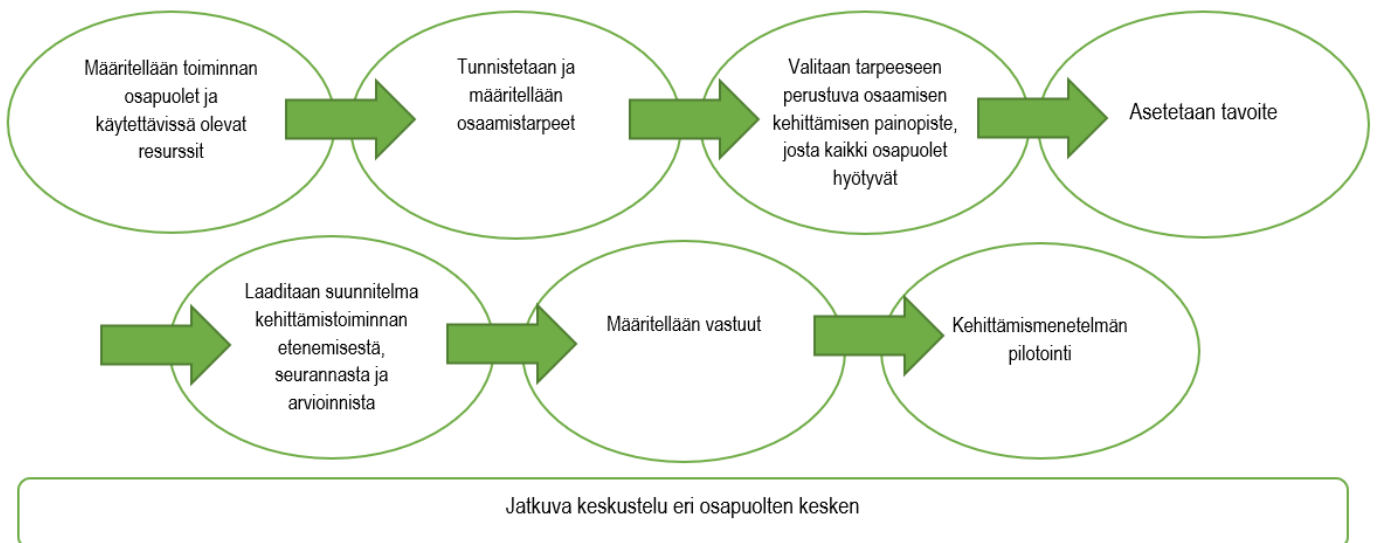 Määritellään toiminnan
osapuolet ja
käytettävissä olevat
resurssit
Tunnistetaan ja
määritellään
osaamistarpeet
Valitaan tarpeeseen
perustuva osaamisen
kehittämisen painopiste,
josta kaikki osapuolet
hyötyvät
Asetetaan tavoite
Laaditaan suunnitelma
kehittämistoiminnan
etenemisestä,
seurannasta ja
arvioinnista
Määritellään vastuut
Kehittämismenetelmän
pilotointi
Jatkuva keskustelu eri osapuolten kesken